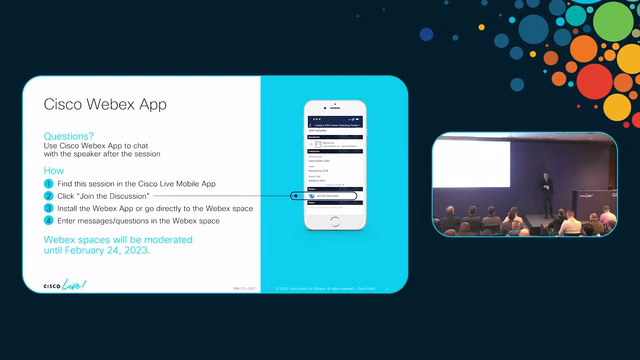 Cisco Webex App
Questions?
Use Cisco Webex App to chat
with the speaker after the session
How
1 Find this session in the Cisco Live Mobile App
2 Click “Join the Discussion”
3 Install the Webex App or go directly to the Webex space
4 Enter messages/questions in the Webex space
Webex spaces will be moderated
until February 24, 2023.
CISCO Live!